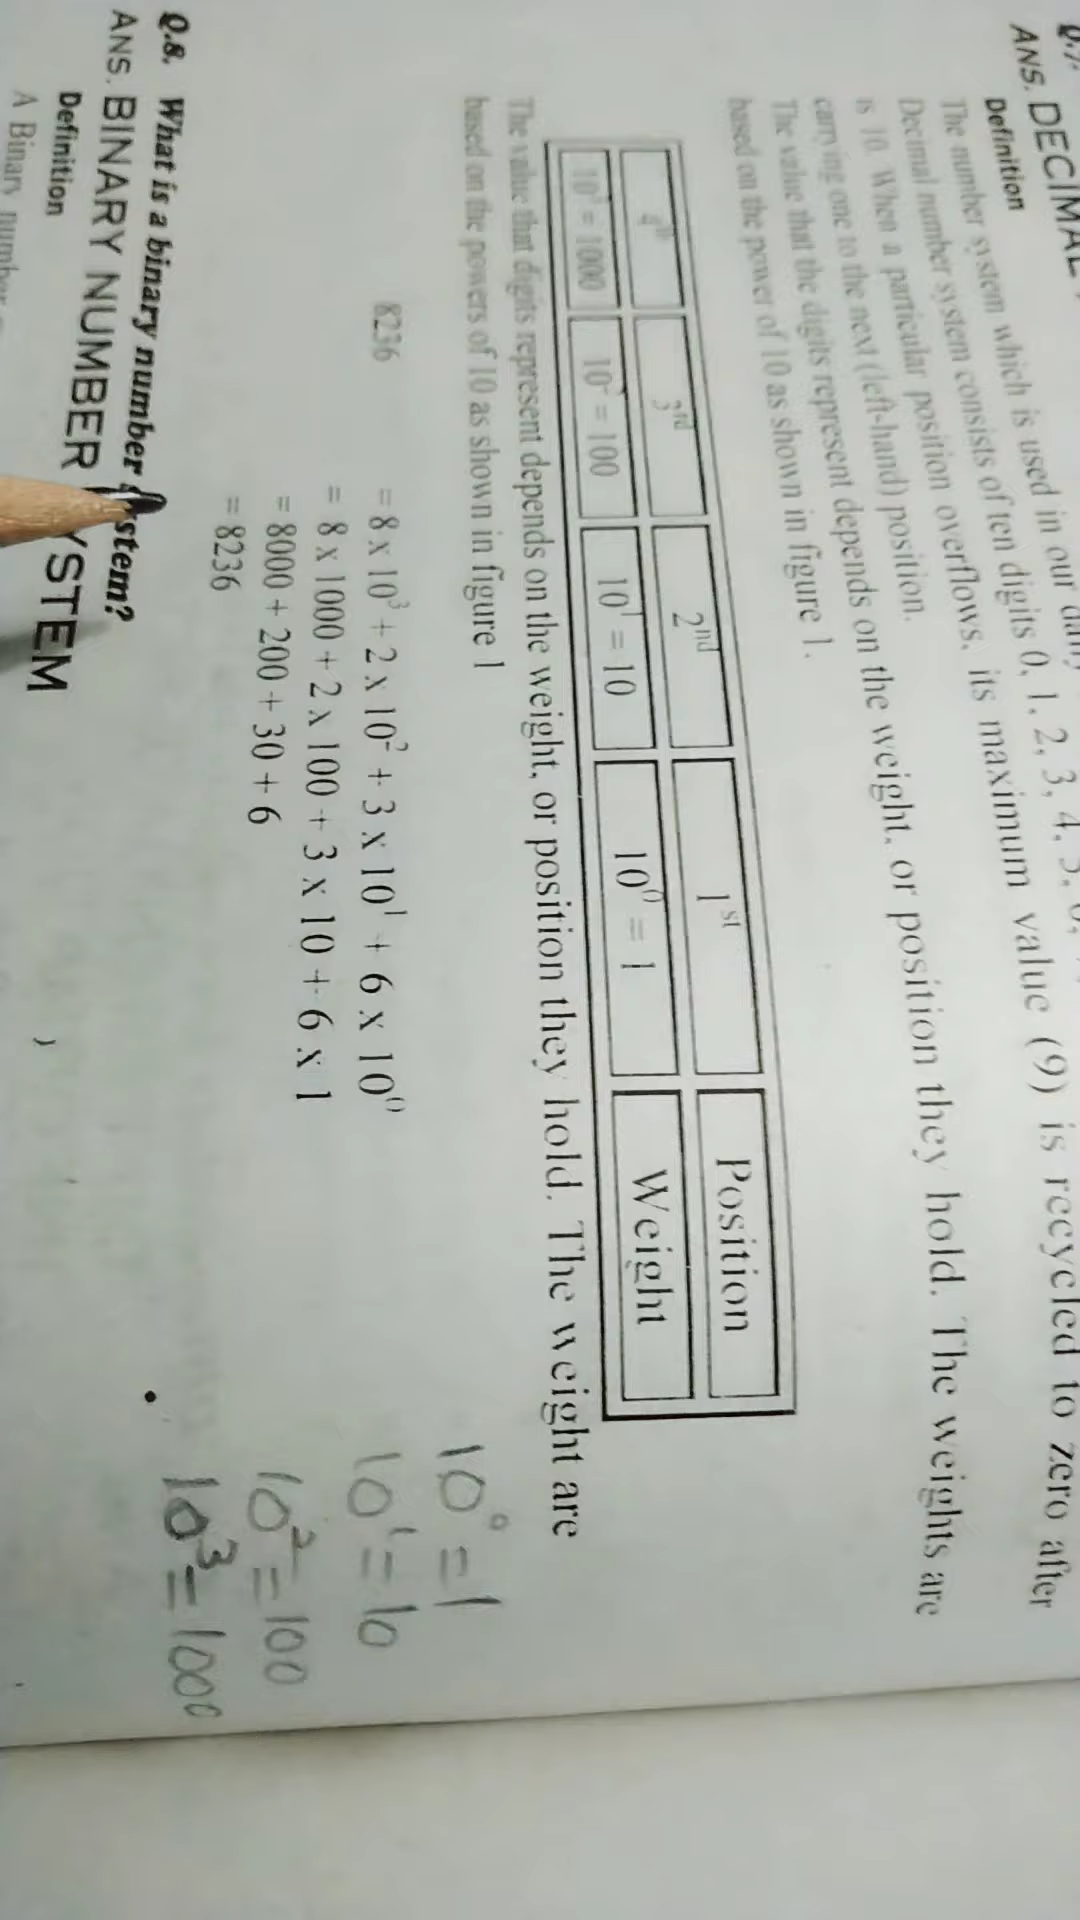 Q.7.
ANS. DECIMAL
Definition
The number system which is used in our daily
Decimal number system consists of ten digits 0, 1, 2, 3, 4, 5,
is 10. When a particular position overflows, its maximum value (9) is recycled to zero after
carrying one to the next (left-hand) position.
The value that the digits represent depends on the weight, or position they hold. The weights are
based on the power of 10 as shown in figure 1.
4th 3rd 2nd 1st Position
10³ = 1000 10² = 100 10¹ = 10 10⁰ = 1 Weight
The value that digits represent depends on the weight, or position they hold. The weight are
based on the powers of 10 as shown in figure 1
8236 = 8 x 10³ + 2 x 10² + 3 x 10¹ + 6 x 10⁰
= 8 x 1000 + 2 x 100 + 3 x 10 + 6 x 1
= 8000 + 200 + 30 + 6
= 8236
10⁰ = 1
10¹ = 10
10² = 100
10³ = 1000
Q.8. What is a binary number system?
ANS. BINARY NUMBER SYSTEM
Definition
A Binary number